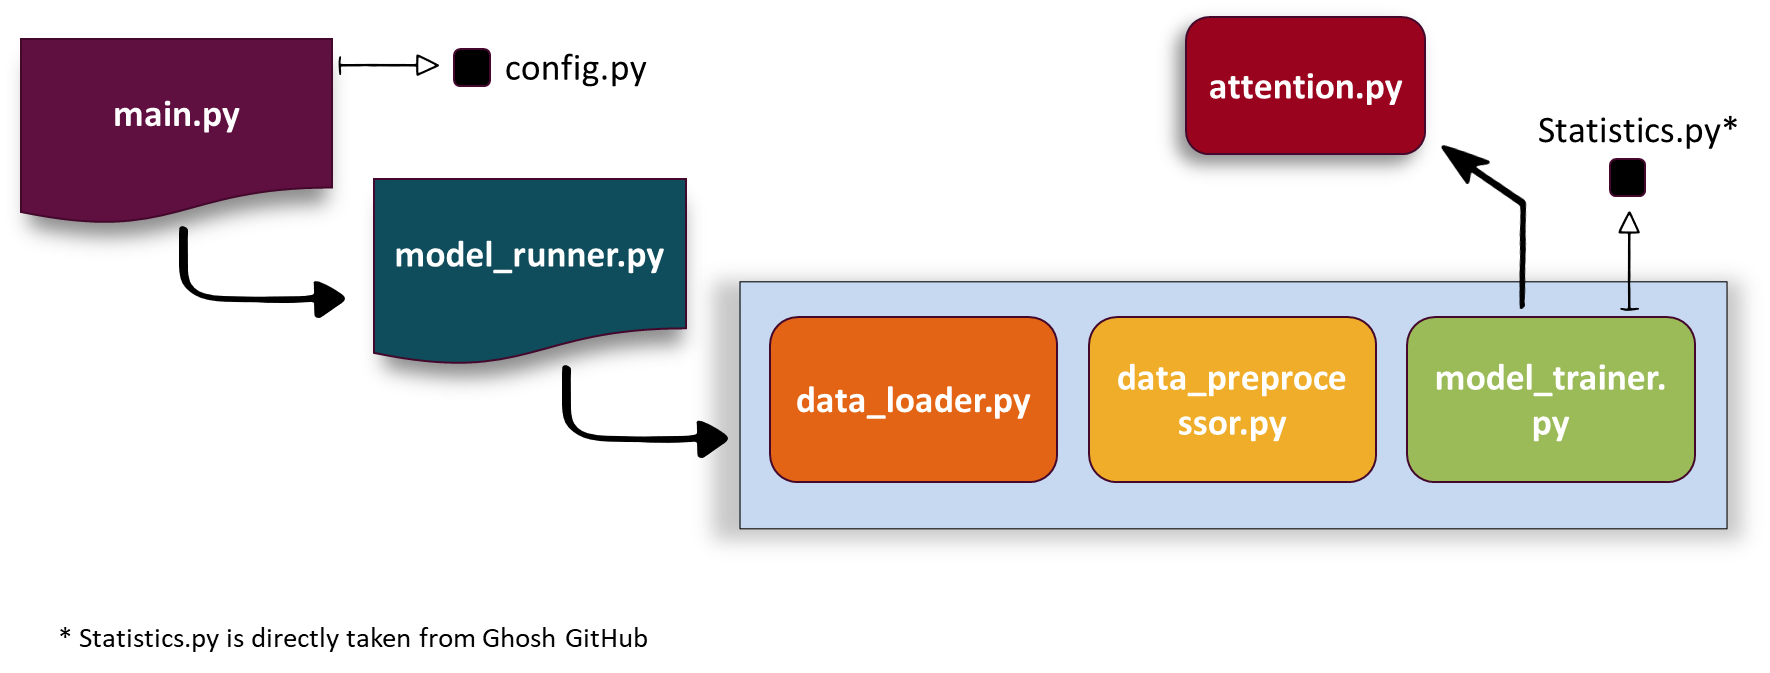 main.py
config.py
attention.py
Statistics.py*
model_runner.py
data_loader.py
data_preproce
ssor.py
model_trainer.
py
* Statistics.py is directly taken from Ghosh GitHub